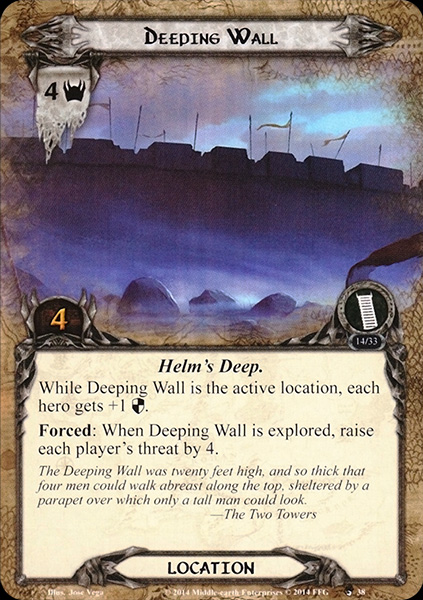 DEEPING WALL
4
4
14/33
Helm's Deep.
While Deeping Wall is the active location, each
hero gets +1 .
Forced: When Deeping Wall is explored, raise
each player's threat by 4.
The Deeping Wall was twenty feet high, and so thick that
four men could walk abreast along the top, sheltered by a
parapet over which only a tall man could look.
—The Two Towers
LOCATION
Illus. Jose Vega © 2014 Middle-earth Enterprises © 2014 FFG 38